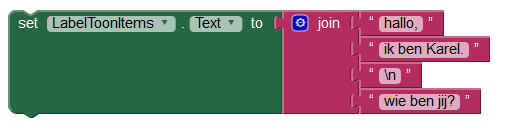 set LabelToonItems . Text to join " hallo, "
" ik ben Karel. "
" \n "
" wie ben jij? "